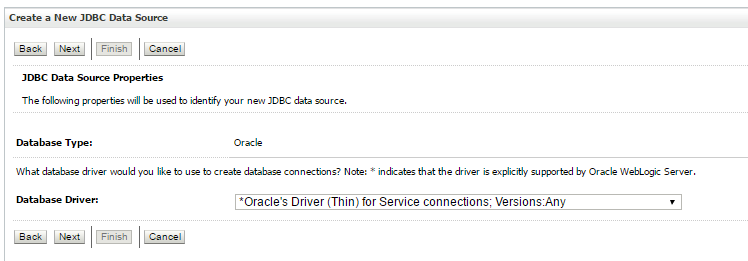 Create a New JDBC Data Source
Back Next Finish Cancel
JDBC Data Source Properties
The following properties will be used to identify your new JDBC data source.
Database Type: Oracle
What database driver would you like to use to create database connections? Note: * indicates that the driver is explicitly supported by Oracle WebLogic Server.
Database Driver: *Oracle's Driver (Thin) for Service connections; Versions:Any
Back Next Finish Cancel